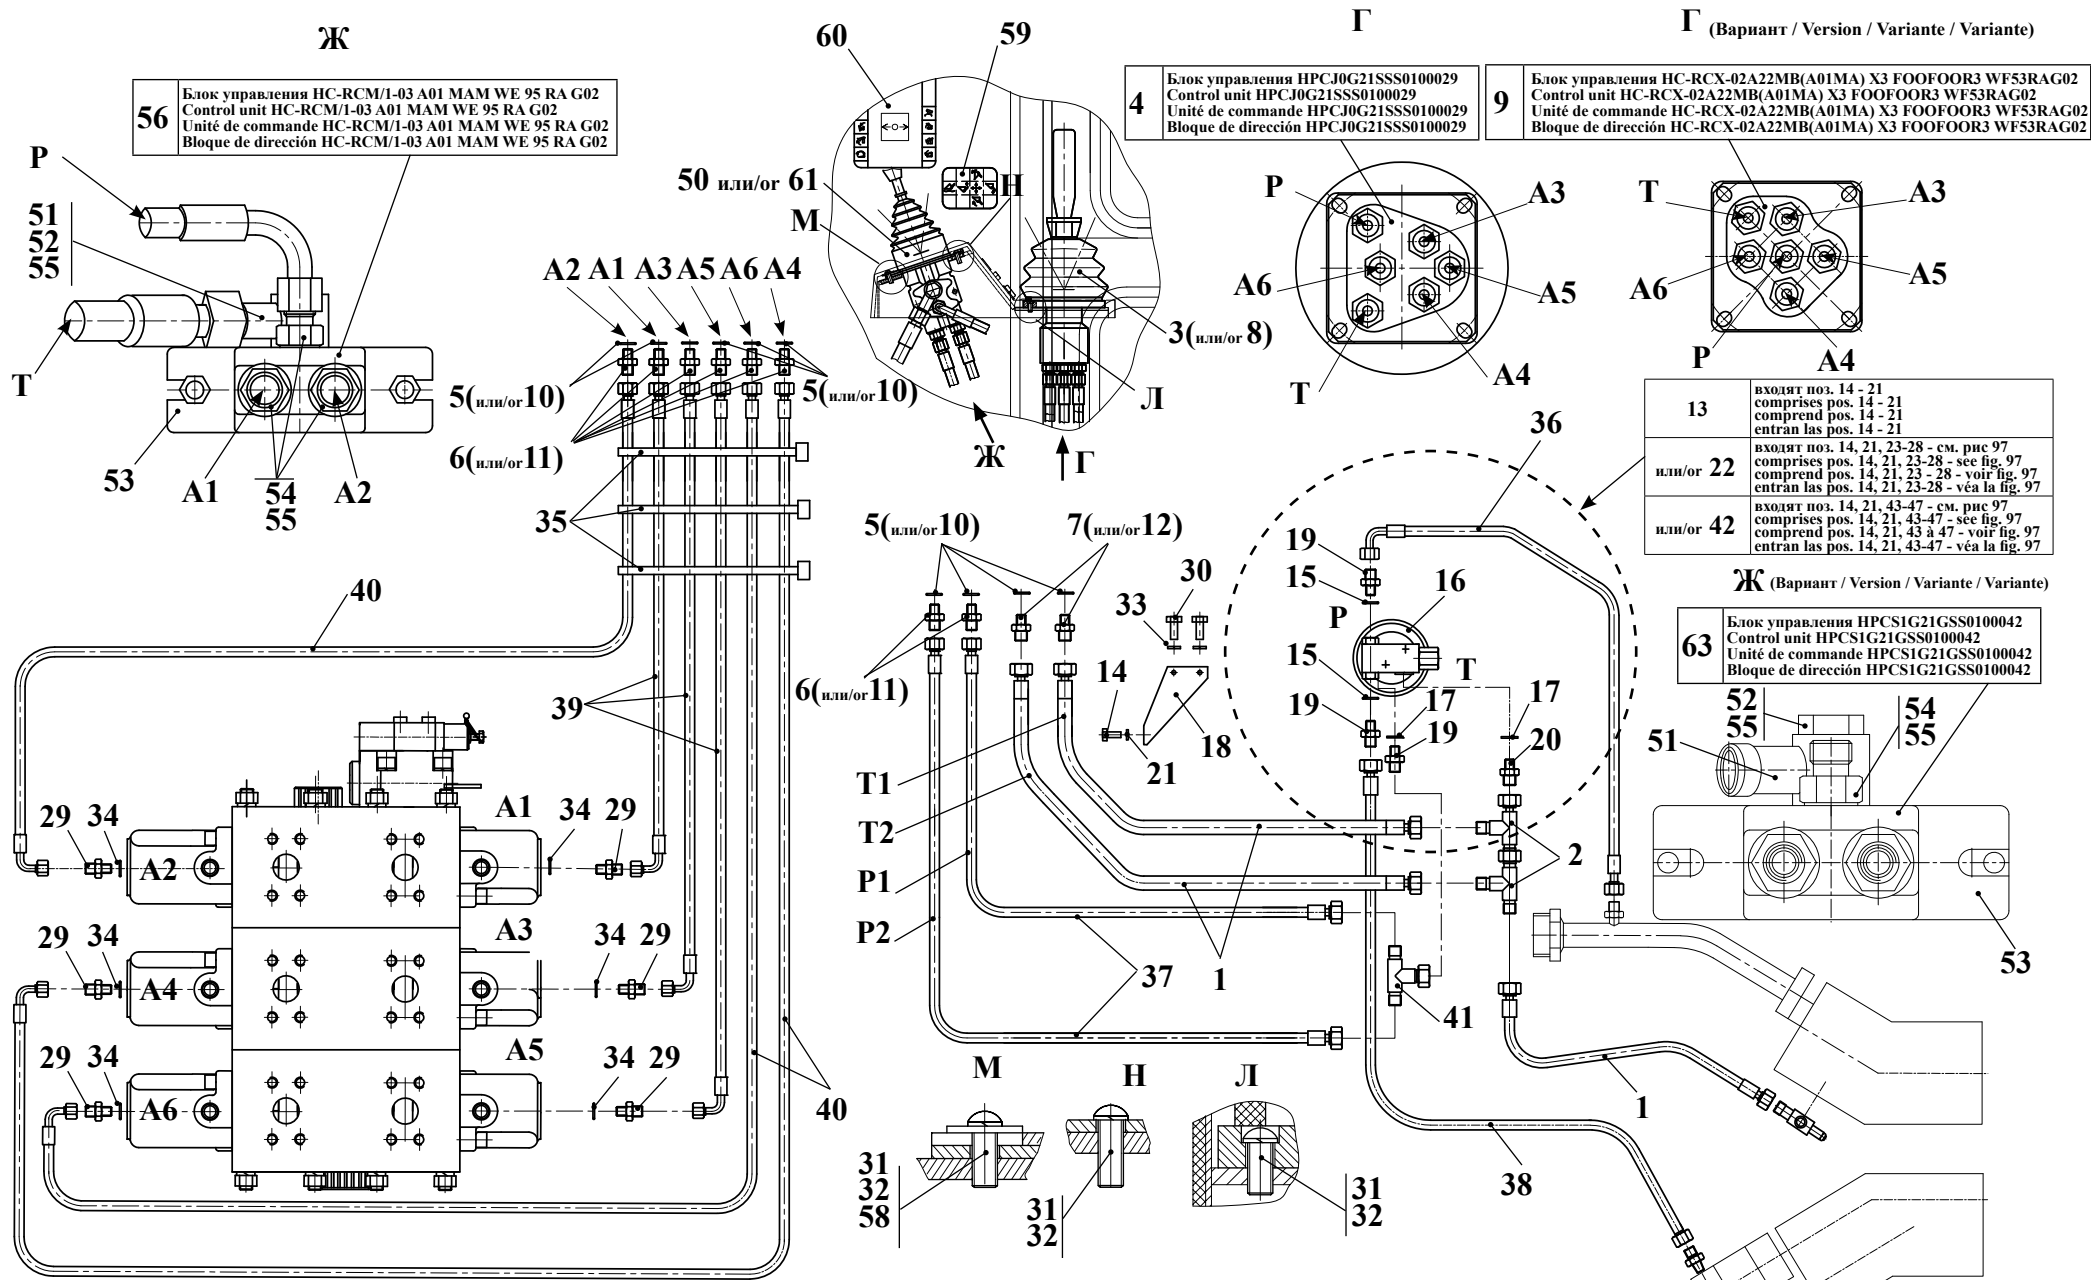 Ж
56
Блок управления HC-RCM/1-03 A01 MAM WE 95 RA G02
Control unit HC-RCM/1-03 A01 MAM WE 95 RA G02
Unité de commande HC-RCM/1-03 A01 MAM WE 95 RA G02
Bloque de dirección HC-RCM/1-03 A01 MAM WE 95 RA G02
P
51
52
55
T
53
A1
54
55
A2
60
59
50 или/or 61
H
M
3(или/or 8)
Л
Ж
Г
Г
4
Блок управления HPCJ0G21SSS0100029
Control unit HPCJ0G21SSS0100029
Unité de commande HPCJ0G21SSS0100029
Bloque de dirección HPCJ0G21SSS0100029
P
A3
A6
A5
T
A4
Г (Вариант / Version / Variante / Variante)
9
Блок управления HC-RCX-02A22MB(A01MA) X3 FOOFOOR3 WF53RAG02
Control unit HC-RCX-02A22MB(A01MA) X3 FOOFOOR3 WF53RAG02
Unité de commande HC-RCX-02A22MB(A01MA) X3 FOOFOOR3 WF53RAG02
Bloque de dirección HC-RCX-02A22MB(A01MA) X3 FOOFOOR3 WF53RAG02
T
A3
A6
A5
P
A4
A2 A1 A3 A5 A6 A4
5(или/or 10)
5(или/or 10)
6(или/or 11)
35
40
39
13
входят поз. 14 - 21
comprises pos. 14 - 21
comprend pos. 14 - 21
entran las pos. 14 - 21
или/or 22
входят поз. 14, 21, 23-28 - см. рис 97
comprises pos. 14, 21, 23-28 - see fig. 97
comprend pos. 14, 21, 23 - 28 - voir fig. 97
entran las pos. 14, 21, 23-28 - véa la fig. 97
или/or 42
входят поз. 14, 21, 43-47 - см. рис 97
comprises pos. 14, 21, 43-47 - see fig. 97
comprend pos. 14, 21, 43 à 47 - voir fig. 97
entran las pos. 14, 21, 43-47 - véa la fig. 97
36
5(или/or 10)
7(или/or 12)
6(или/or 11)
30
33
14
18
21
19
15
P
16
15
T
19
17
19
17
20
2
T1
T2
P1
P2
37
1
41
1
38
Ж (Вариант / Version / Variante / Variante)
63
Блок управления HPCS1G21GSS0100042
Control unit HPCS1G21GSS0100042
Unité de commande HPCS1G21GSS0100042
Bloque de dirección HPCS1G21GSS0100042
52
55
51
54
55
53
29 34 A2
A1 34 29
29 34 A4
A3 34 29
29 34 A6
A5 34 29
40
M
31
32
58
H
31
32
Л
31
32